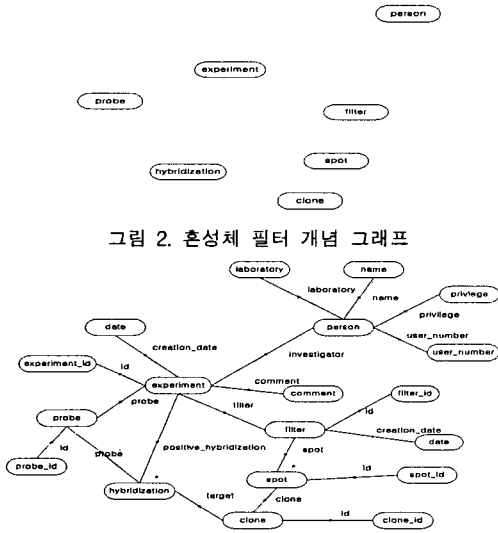 person
experiment
probe
filter
spot
hybridization
clone
그림 2. 혼성체 필터 개념 그래프
laboratory
name
laboratory
name
privilege
privilege
date
person
creation_date
user_number
investigator
user_number
experiment_id
id
experiment
comment
comment
probe
filter
filter_id
id
probe
filter
creation_date
id
probe
positive_hybridization
date
spot
probe_id
id
spot
spot_id
hybridization
target
clone
id
clone
clone_id